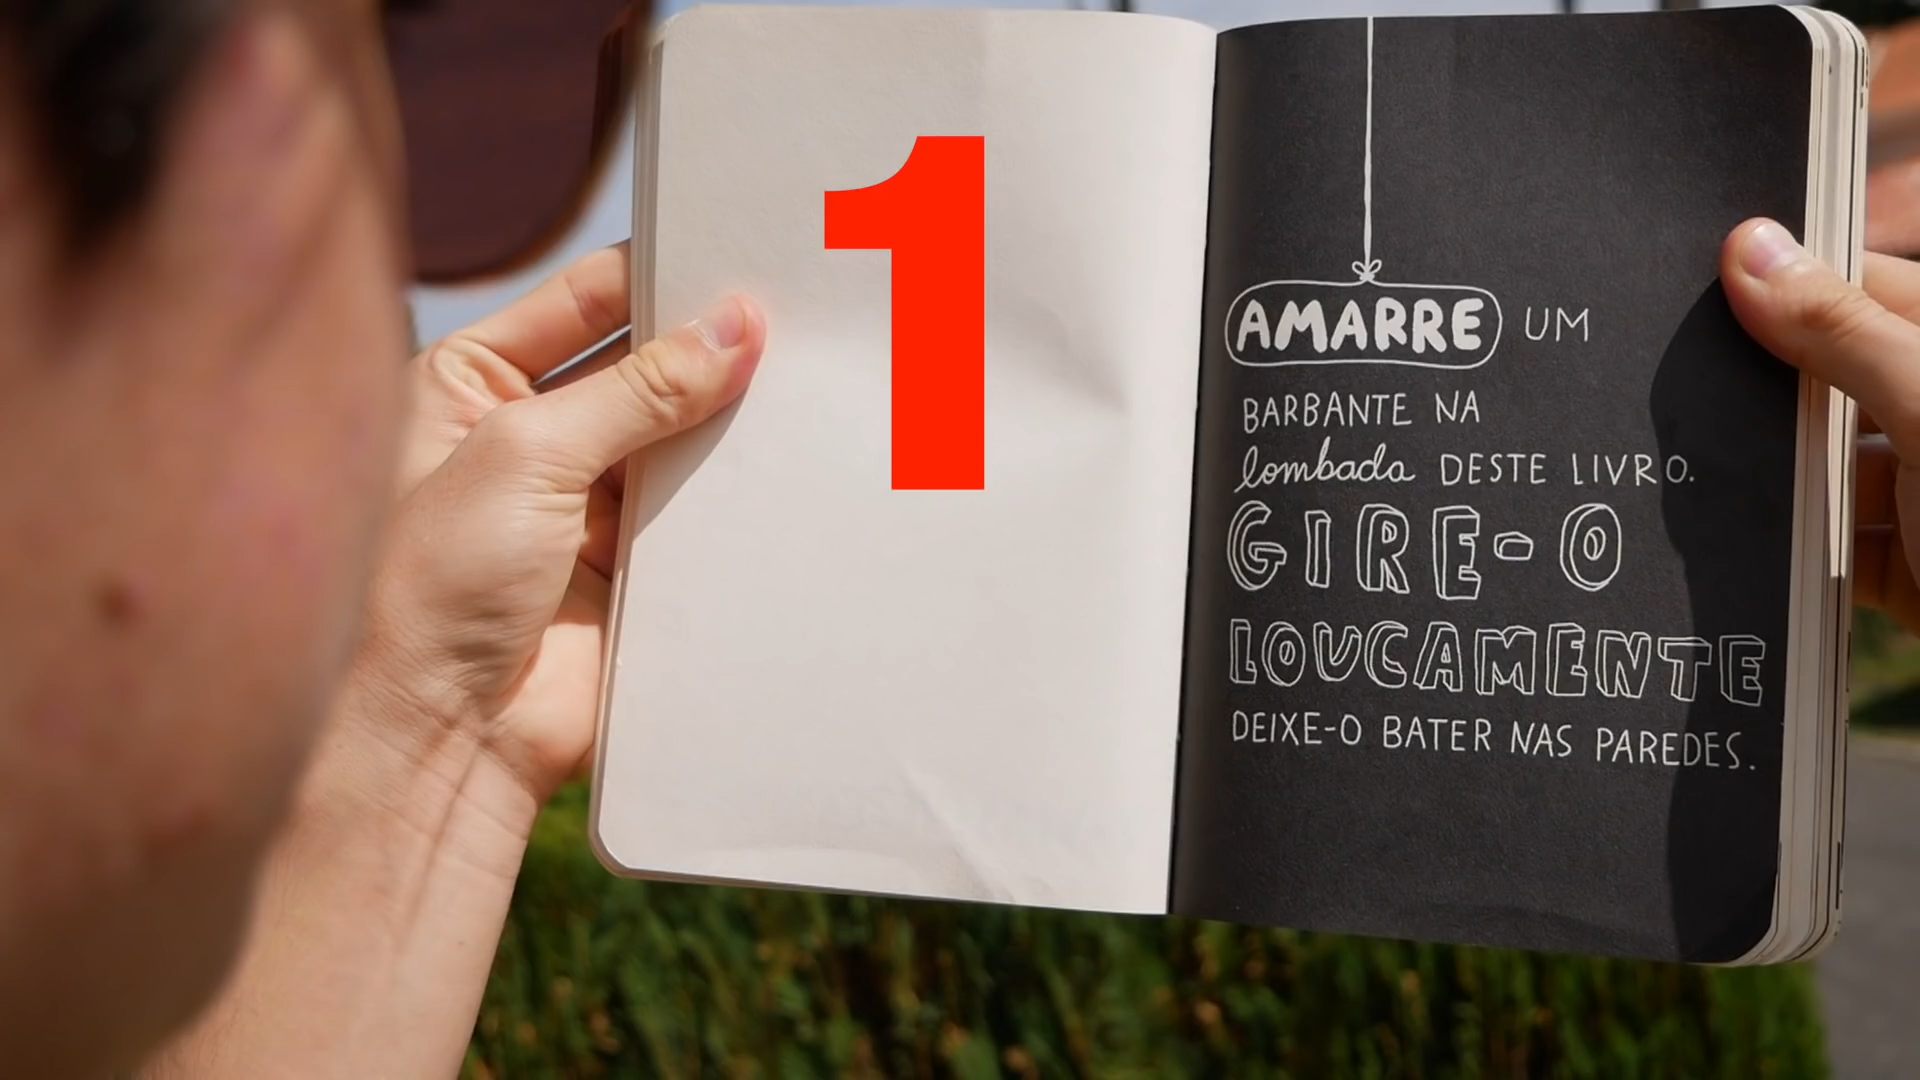 1
AMARRE UM
BARBANTE NA
lombada DESTE LIVRO.
GIRE-O
LOUCAMENTE
DEIXE-O BATER NAS PAREDES.